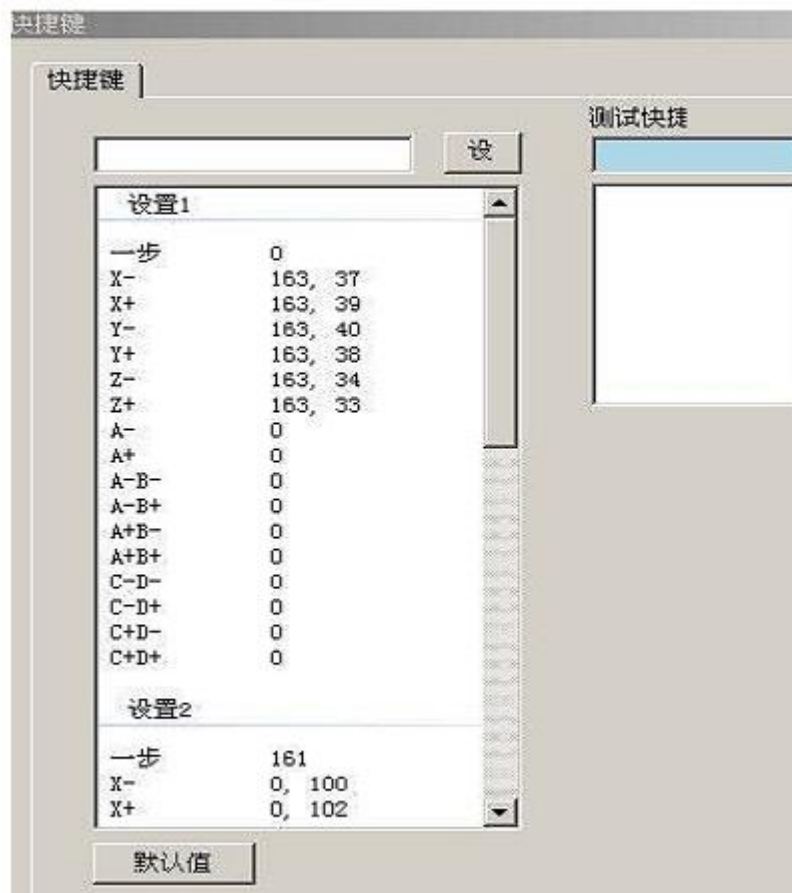 快捷键
快捷键
测试快捷
设
设置1
一步 0
X- 163, 37
X+ 163, 39
Y- 163, 40
Y+ 163, 38
Z- 163, 34
Z+ 163, 33
A- 0
A+ 0
A-B- 0
A-B+ 0
A+B- 0
A+B+ 0
C-D- 0
C-D+ 0
C+D- 0
C+D+ 0
设置2
一步 161
X- 0, 100
X+ 0, 102
默认值